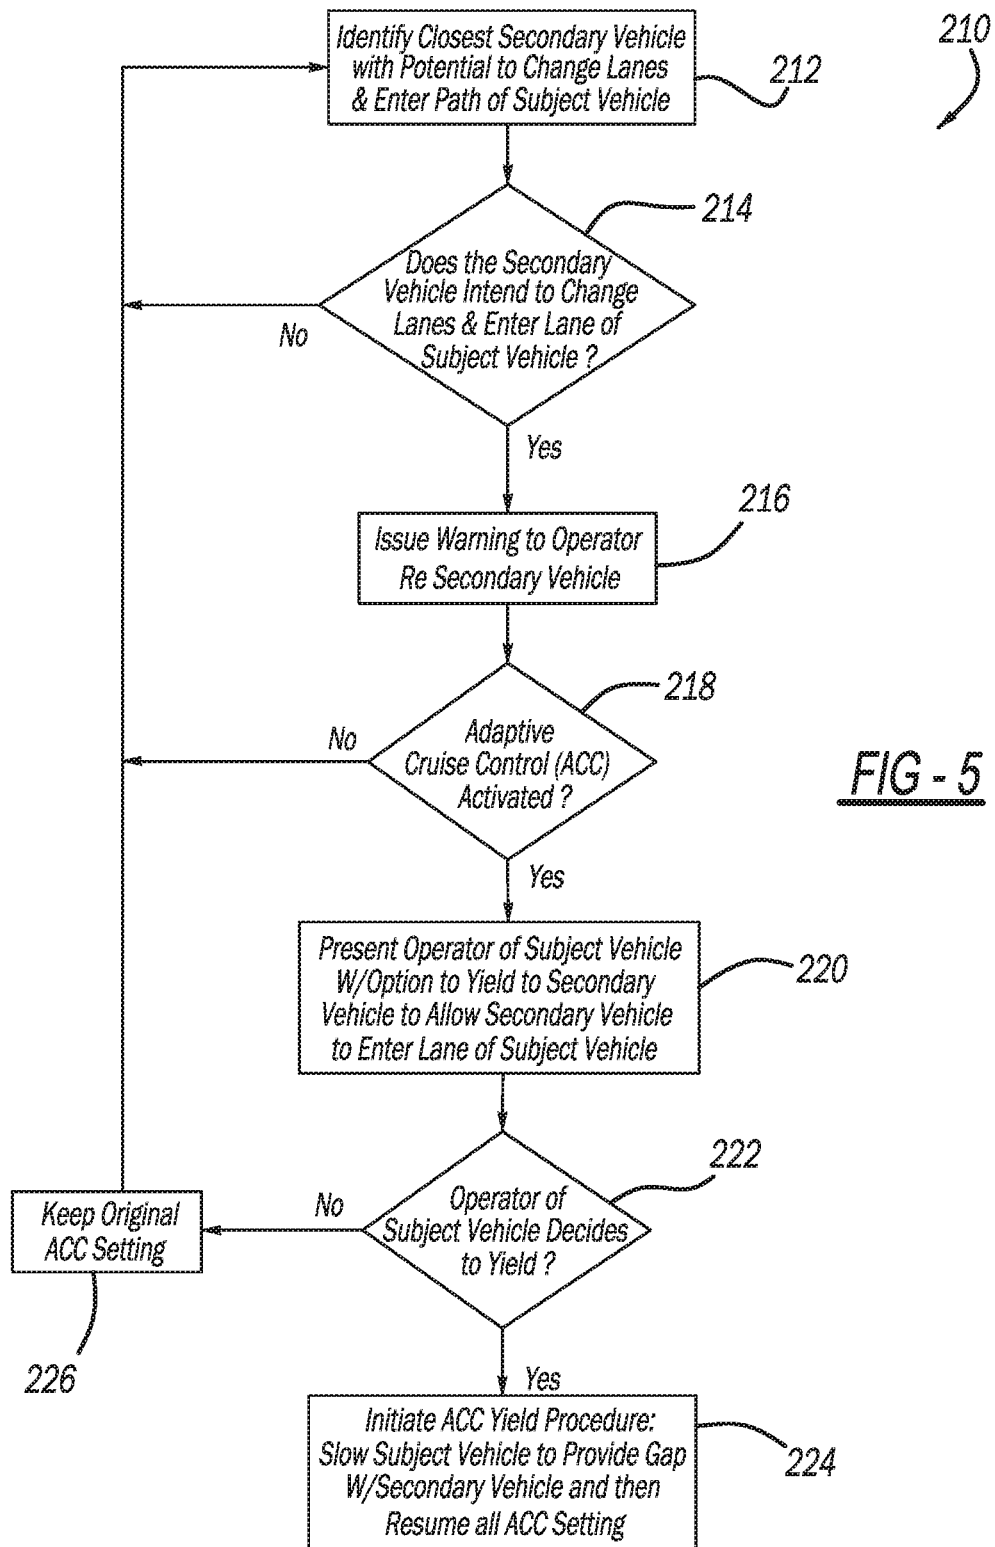 Identify Closest Secondary Vehicle
with Potential to Change Lanes
& Enter Path of Subject Vehicle
210
212
214
Does the Secondary
Vehicle Intend to Change
Lanes & Enter Lane of
Subject Vehicle ?
No
Yes
216
Issue Warning to Operator
Re Secondary Vehicle
218
Adaptive
Cruise Control (ACC)
Activated ?
No
FIG - 5
Yes
Present Operator of Subject Vehicle
W/Option to Yield to Secondary
Vehicle to Allow Secondary Vehicle
to Enter Lane of Subject Vehicle
220
222
Operator of
Subject Vehicle Decides
to Yield ?
No
Keep Original
ACC Setting
226
Yes
Initiate ACC Yield Procedure:
Slow Subject Vehicle to Provide Gap
W/Secondary Vehicle and then
Resume all ACC Setting
224